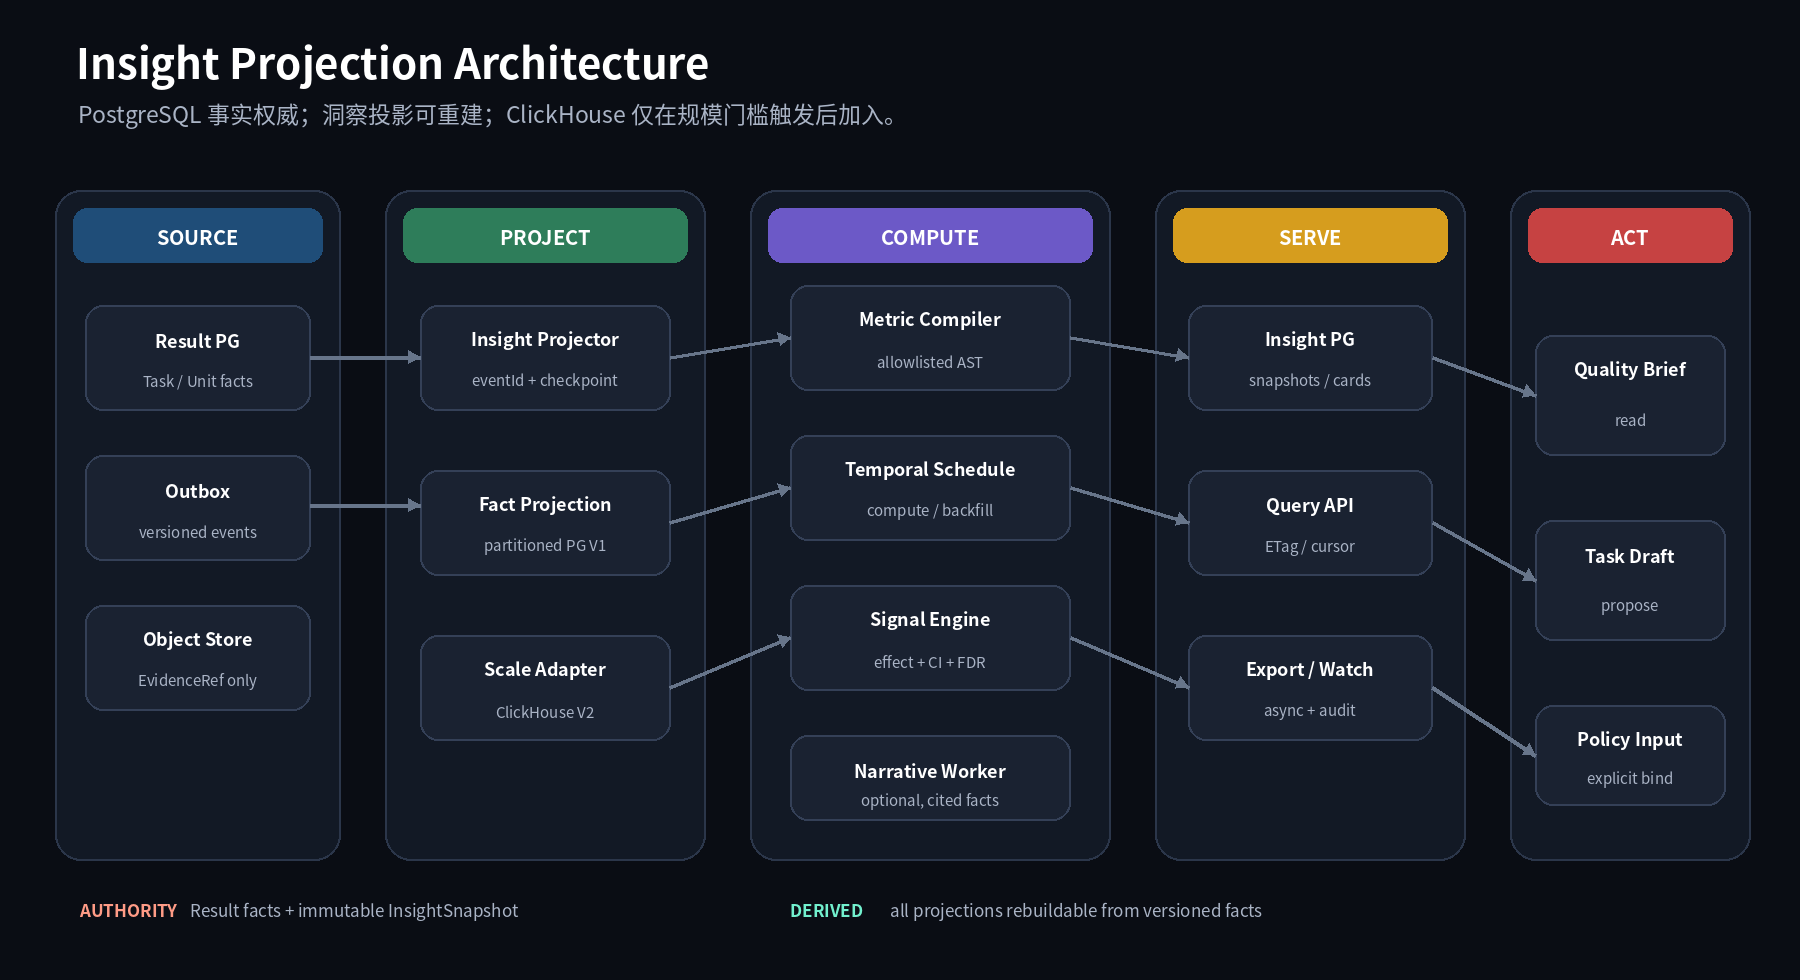 Insight Projection Architecture
PostgreSQL 事实权威；洞察投影可重建；ClickHouse 仅在规模门槛触发后加入。
SOURCE
Result PG
Task / Unit facts
Outbox
versioned events
Object Store
EvidenceRef only
PROJECT
Insight Projector
eventId + checkpoint
Fact Projection
partitioned PG V1
Scale Adapter
ClickHouse V2
COMPUTE
Metric Compiler
allowlisted AST
Temporal Schedule
compute / backfill
Signal Engine
effect + CI + FDR
Narrative Worker
optional, cited facts
SERVE
Insight PG
snapshots / cards
Query API
ETag / cursor
Export / Watch
async + audit
ACT
Quality Brief
read
Task Draft
propose
Policy Input
explicit bind
AUTHORITY Result facts + immutable InsightSnapshot
DERIVED all projections rebuildable from versioned facts